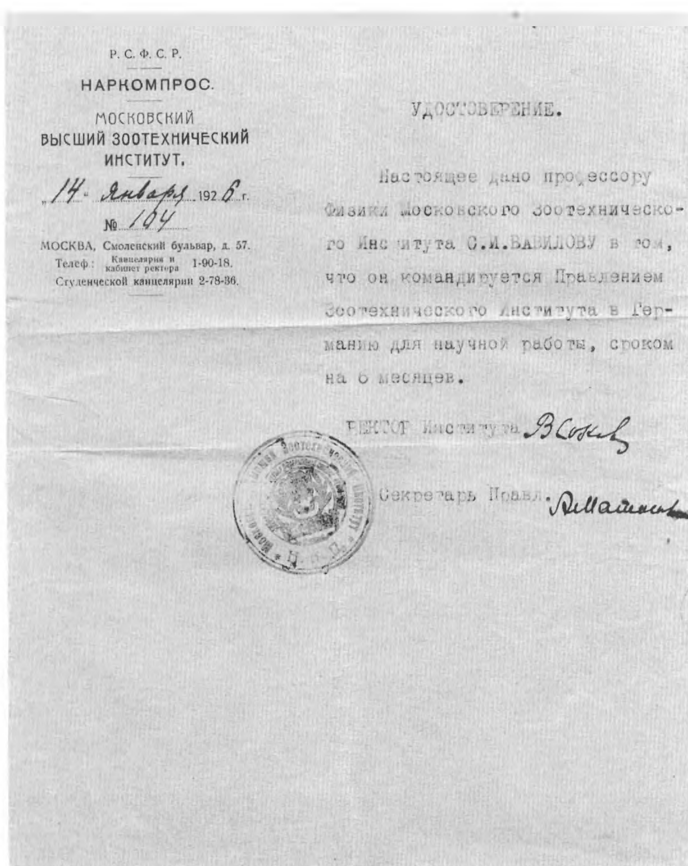 Р. С. Ф. С. Р.
НАРКОМПРОС.
МОСКОВСКИЙ
ВЫСШИЙ ЗООТЕХНИЧЕСКИЙ
ИНСТИТУТ.
„14“ Января 1926 г.
№ 104
МОСКВА, Смоленский бульвар, д. 57.
Телеф: Канцелярия и кабинет ректора 1-90-18.
Студенческой канцелярии 2-78-36.
УДОСТОВЕРЕНИЕ.
Настоящее дано профессору
Физики Московского Зоотехническо-
го Института С.И.ВАВИЛОВУ в том,
что он командируется Правлением
Зоотехнического Института в Гер-
манию для научной работы, сроком
на 6 месяцев.
РЕКТОР Института
Секретарь Правл.